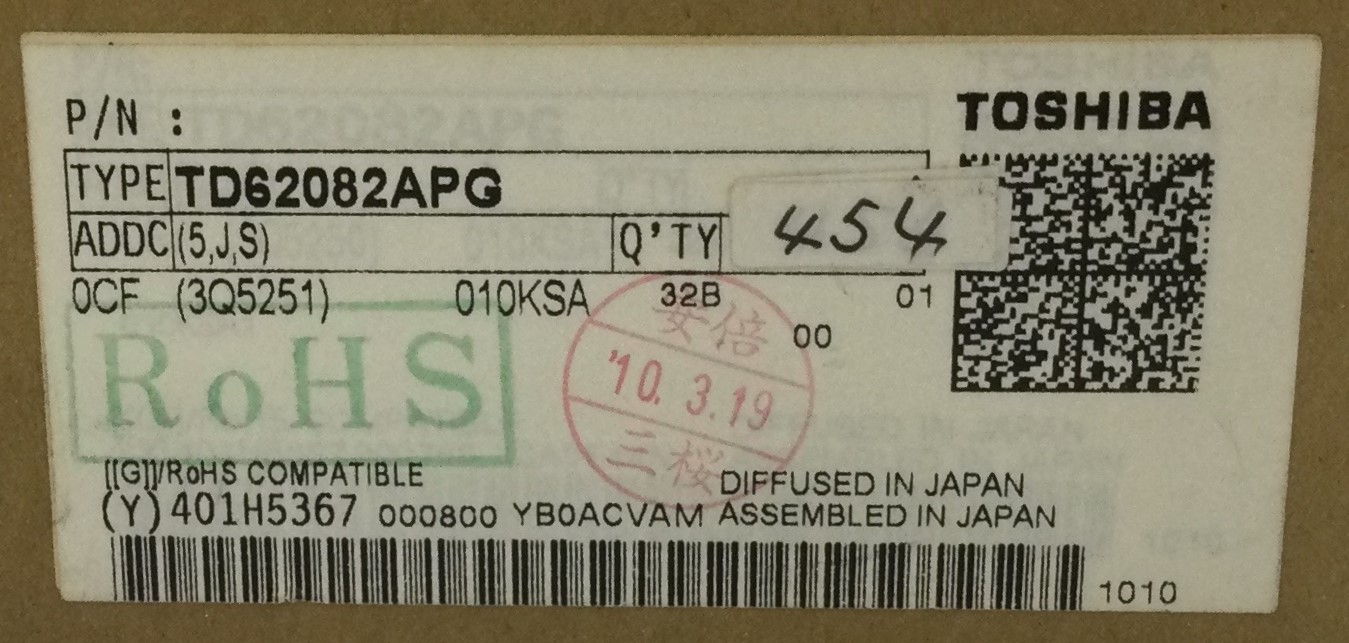 P/N :
TOSHIBA
TYPE TD62082APG
ADDC (5,J,S) Q'TY 454
0CF (3Q5251) 010KSA 32B 01
00
安倍
'10. 3.19
三桜
RoHS
[[G]]/RoHS COMPATIBLE
DIFFUSED IN JAPAN
(Y) 401H5367 000800 YB0ACVAM ASSEMBLED IN JAPAN
1010